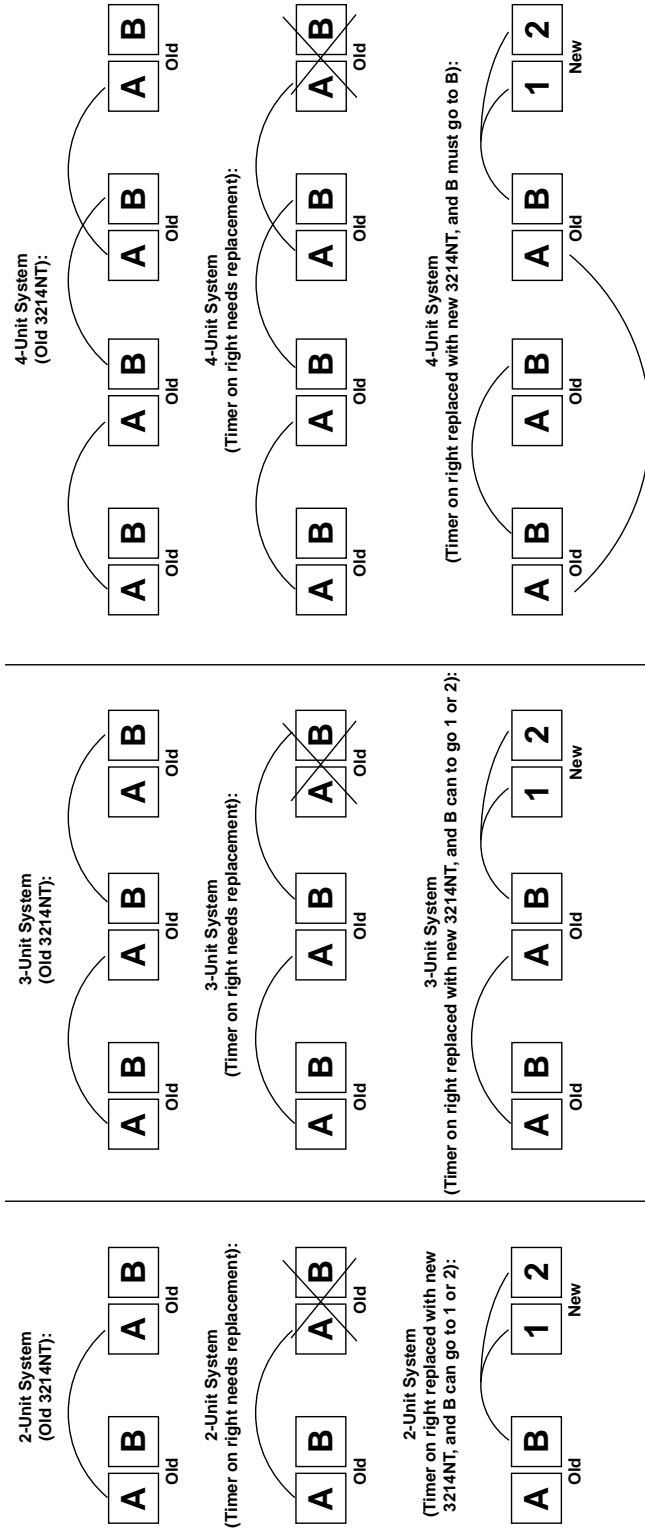 2-Unit System
(Old 3214NT):
A B A B
Old Old
2-Unit System
(Timer on right needs replacement):
A B A B
Old Old
2-Unit System
(Timer on right replaced with new
3214NT, and B can go to 1 or 2):
A B 1 2
Old New
3-Unit System
(Old 3214NT):
A B A B A B
Old Old Old
3-Unit System
(Timer on right needs replacement):
A B A B A B
Old Old Old
3-Unit System
(Timer on right replaced with new 3214NT, and B can to go 1 or 2):
A B A B 1 2
Old Old New
4-Unit System
(Old 3214NT):
A B A B A B A B
Old Old Old Old
4-Unit System
(Timer on right needs replacement):
A B A B A B A B
Old Old Old Old
4-Unit System
(Timer on right replaced with new 3214NT, and B must go to B):
A B A B A B 1 2
Old Old Old New